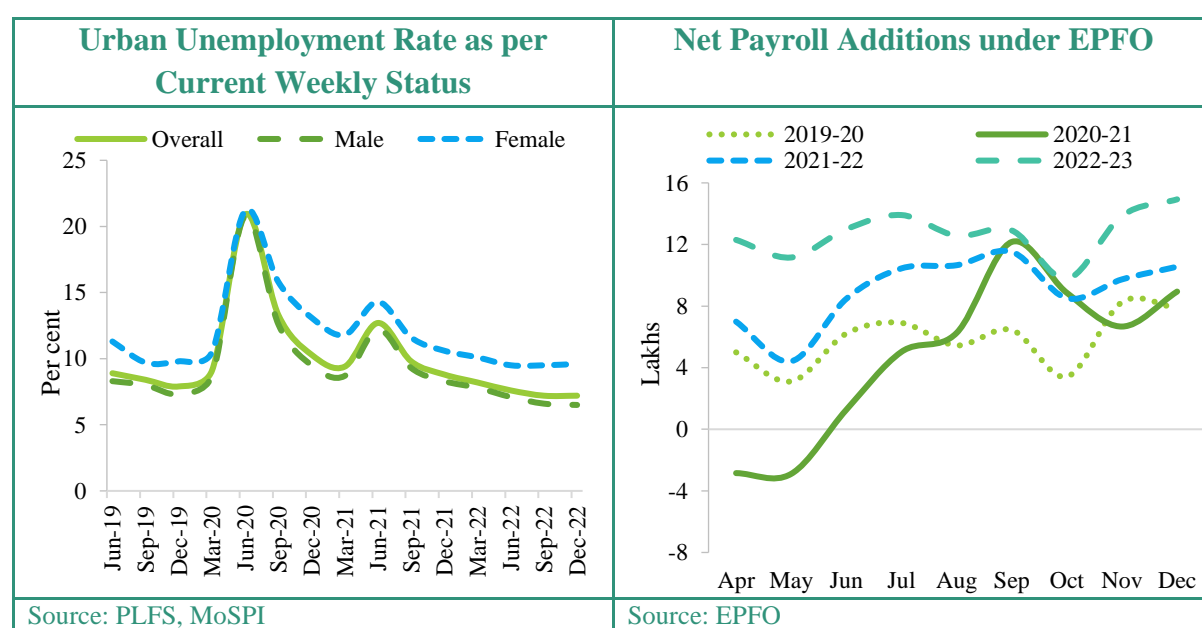 Urban Unemployment Rate as per
Current Weekly Status
Overall Male Female
25
20
15
10
5
0
Per cent
Jun-19
Sep-19
Dec-19
Mar-20
Jun-20
Sep-20
Dec-20
Mar-21
Jun-21
Sep-21
Dec-21
Mar-22
Jun-22
Sep-22
Dec-22
Source: PLFS, MoSPI
Net Payroll Additions under EPFO
2019-20 2020-21
2021-22 2022-23
16
12
8
4
0
-4
-8
Lakhs
Apr May Jun Jul Aug Sep Oct Nov Dec
Source: EPFO